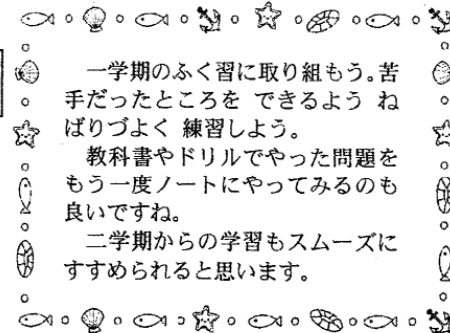 一学期のふく習に取り組もう。苦
手だったところを できるよう ね
ばりづよく 練習しよう。
教科書やドリルでやった問題を
もう一度ノートにやってみるのも
良いですね。
二学期からの学習もスムーズに
すすめられると思います。